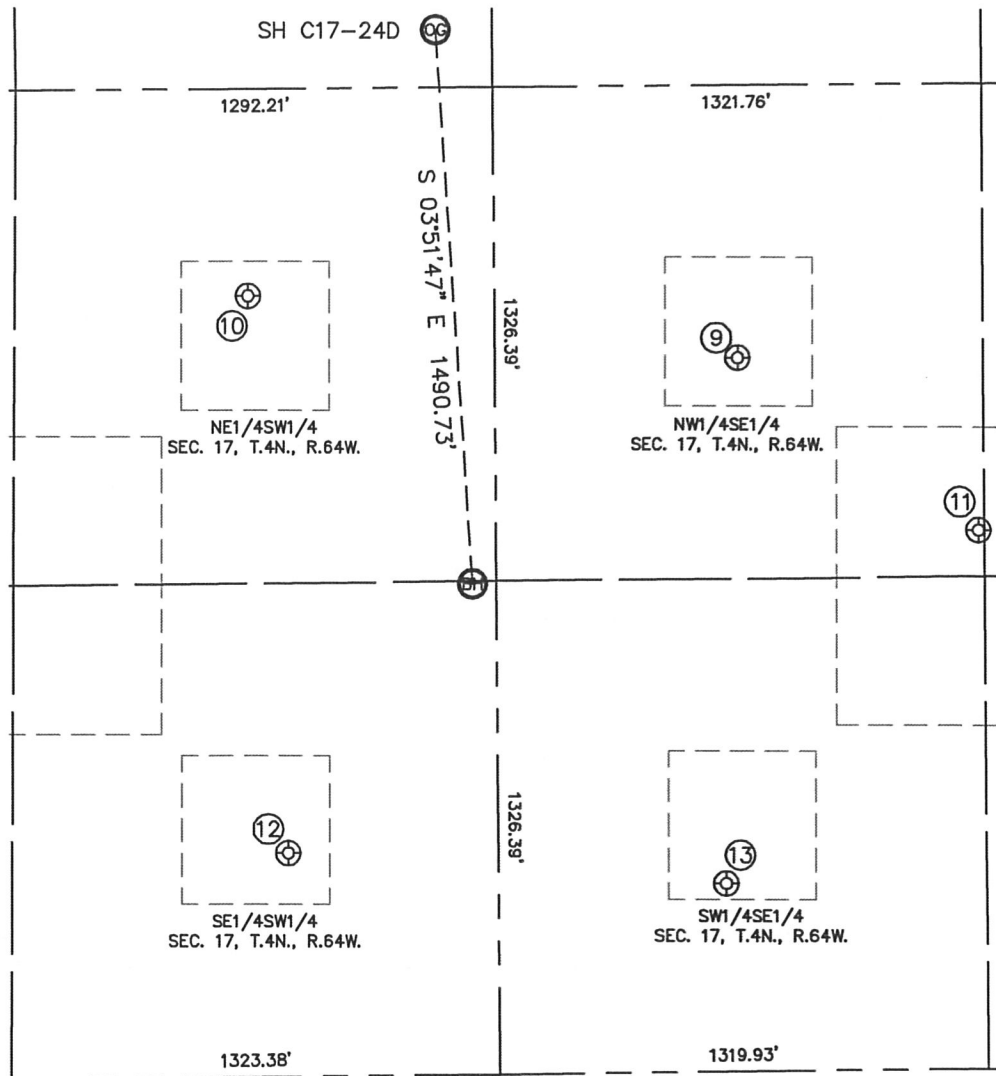 SH C17-24D
OG
1292.21'
1321.76'
S 03°51'47" E 1490.73'
1326.39'
10
9
NE1/4SW1/4
SEC. 17, T.4N., R.64W.
NW1/4SE1/4
SEC. 17, T.4N., R.64W.
11
BH
1326.39'
12
13
SE1/4SW1/4
SEC. 17, T.4N., R.64W.
SW1/4SE1/4
SEC. 17, T.4N., R.64W.
1323.38'
1319.93'